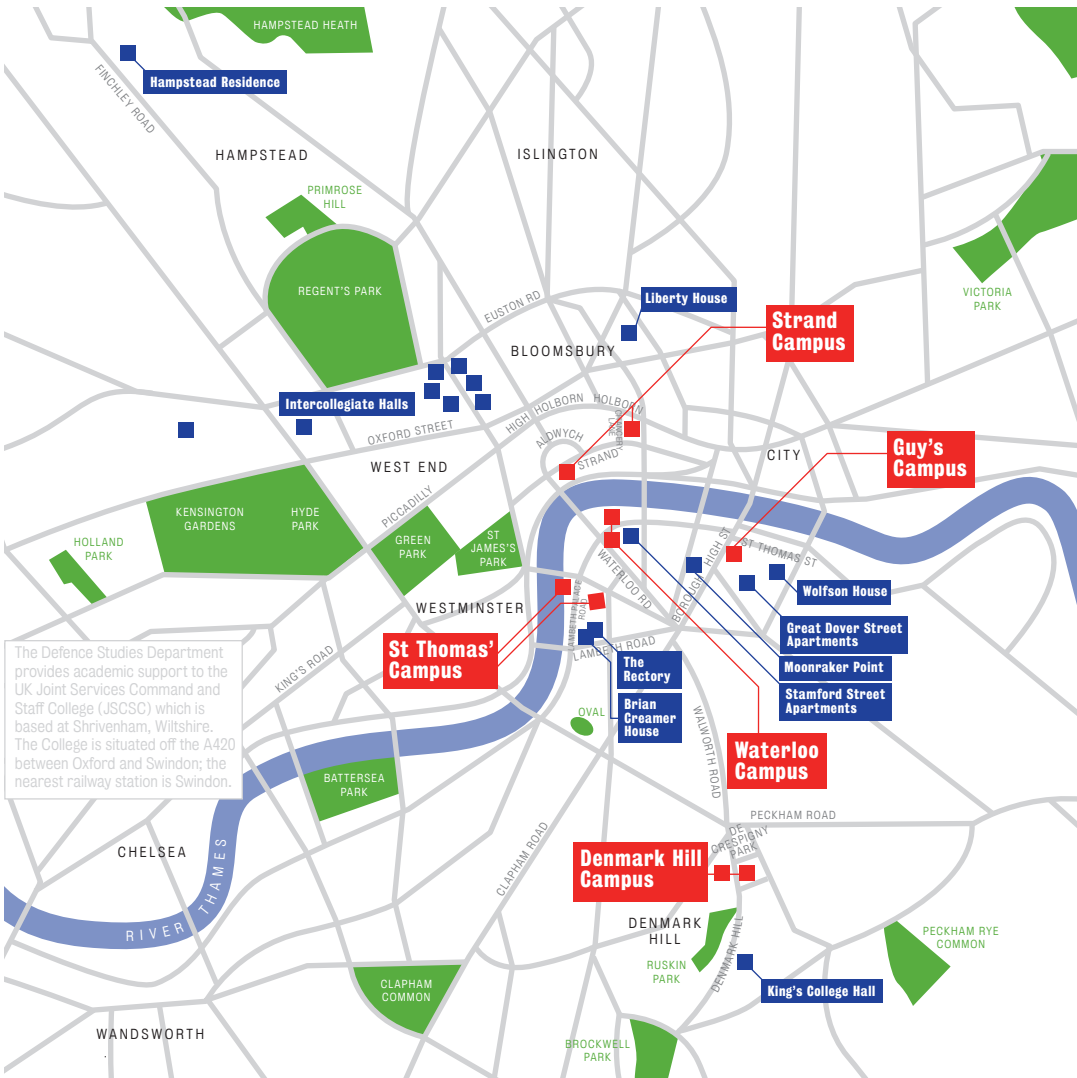 HAMPSTEAD HEATH
Hampstead Residence
FINCHLEY ROAD
HAMPSTEAD
ISLINGTON
PRIMROSE
HILL
REGENT'S PARK
EUSTON RD
Liberty House
VICTORIA
PARK
Strand
Campus
BLOOMSBURY
Intercollegiate Halls
OXFORD STREET
HIGH HOLBORN
HOLBORN
CHANCERY
LANE
ALDWYCH
STRAND
WEST END
CITY
Guy's
Campus
PICCADILLY
KENSINGTON
GARDENS
HYDE
PARK
HOLLAND
PARK
GREEN
PARK
ST
JAMES'S
PARK
WATERLOO RD
BOROUGH HIGH ST
ST THOMAS ST
Wolfson House
WESTMINSTER
LAMBETH PALACE
ROAD
LAMBETH ROAD
Great Dover Street
Apartments
St Thomas'
Campus
The
Rectory
Moonraker Point
Stamford Street
Apartments
Brian
Creamer
House
The Defence Studies Department
provides academic support to the
UK Joint Services Command and
Staff College (JSCSC) which is
based at Shrivenham, Wiltshire.
The College is situated off the A420
between Oxford and Swindon; the
nearest railway station is Swindon.
KING'S ROAD
OVAL
WALWORTH ROAD
Waterloo
Campus
BATTERSEA
PARK
PECKHAM ROAD
DE
CRESPIGNY
PARK
CHELSEA
CLAPHAM ROAD
Denmark Hill
Campus
RIVER THAMES
DENMARK
HILL
PECKHAM RYE
COMMON
RUSKIN
PARK
DENMARK HILL
King's College Hall
CLAPHAM
COMMON
WANDSWORTH
BROCKWELL
PARK